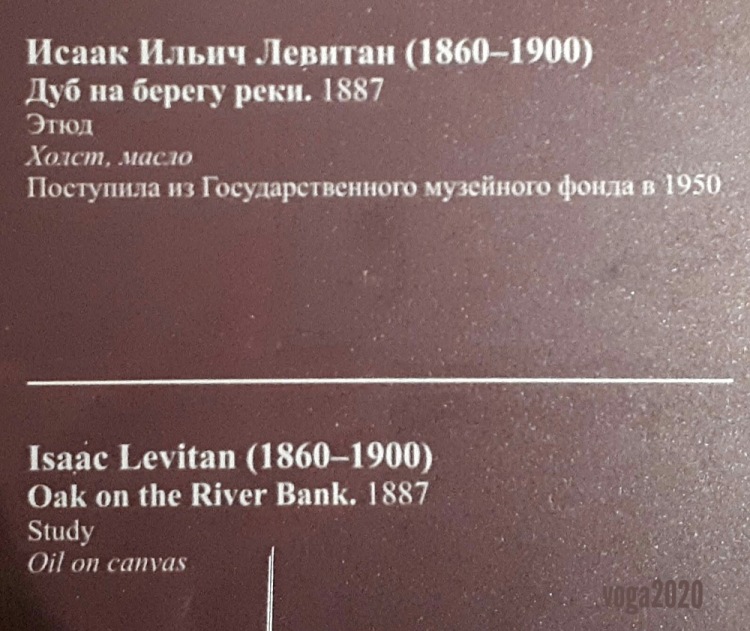 Исаак Ильич Левитан (1860–1900)
Дуб на берегу реки. 1887
Этюд
Холст, масло
Поступила из Государственного музейного фонда в 1950
Isaac Levitan (1860–1900)
Oak on the River Bank. 1887
Study
Oil on canvas
voga2020